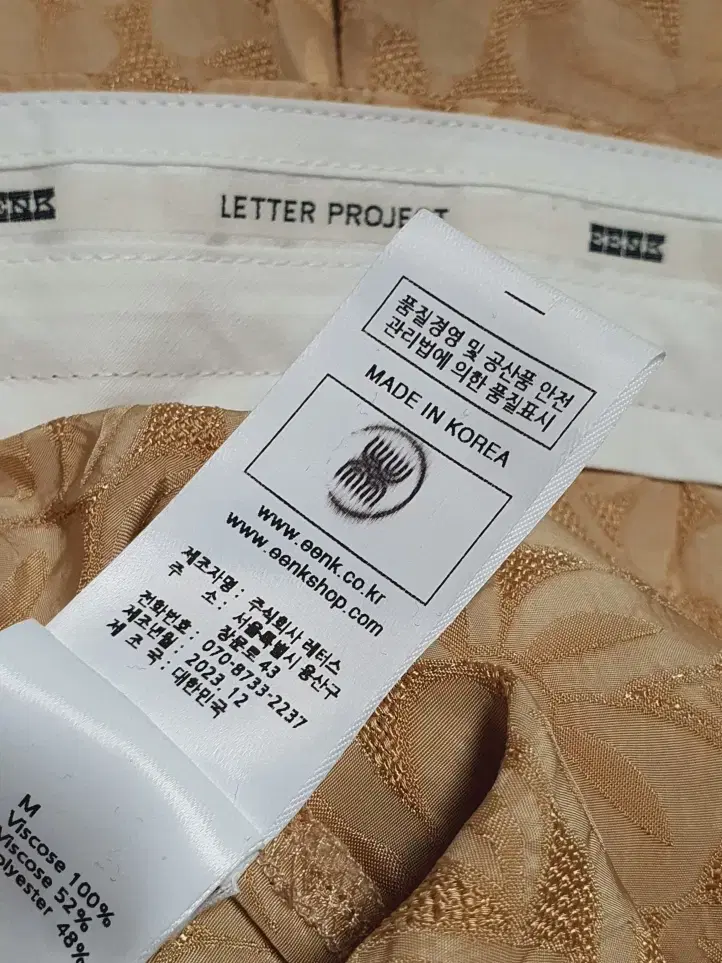 EENK
LETTER PROJECT
EENK
품질경영 및 공산품 안전
관리법에 의한 품질표시
MADE IN KOREA
www.eenk.co.kr
www.eenkshop.com
제조자명 : 주식회사 레터스
주 소 : 서울특별시 용산구
장문로 43
전화번호 : 070-8733-2237
제조년월 : 2023 12
제 조 국 : 대한민국
M
Viscose 100%
Viscose 52%
Polyester 48%